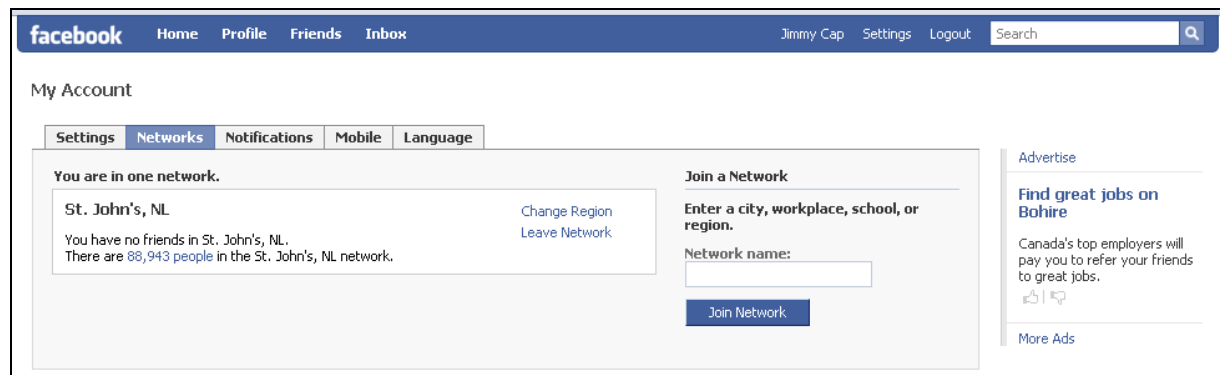 facebook Home Profile Friends Inbox Jimmy Cap Settings Logout Search
My Account
Settings Networks Notifications Mobile Language
You are in one network.
St. John's, NL
Change Region
Leave Network
You have no friends in St. John's, NL.
There are 88,943 people in the St. John's, NL network.
Join a Network
Enter a city, workplace, school, or
region.
Network name:
Join Network
Advertise
Find great jobs on
Bohire
Canada's top employers will
pay you to refer your friends
to great jobs.
More Ads